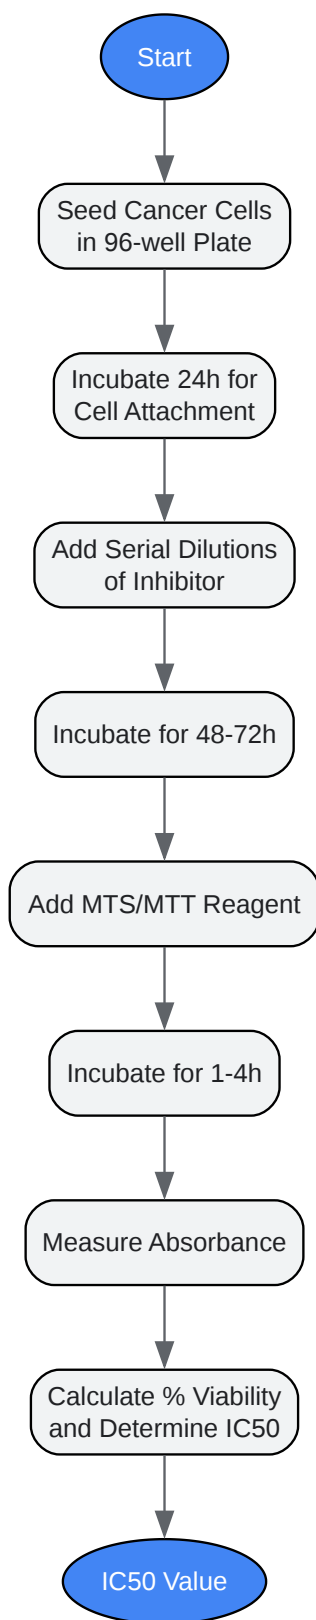 Start
Seed Cancer Cells
in 96-well Plate
Incubate 24h for
Cell Attachment
Add Serial Dilutions
of Inhibitor
Incubate for 48-72h
Add MTS/MTT Reagent
Incubate for 1-4h
Measure Absorbance
Calculate % Viability
and Determine IC50
IC50 Value